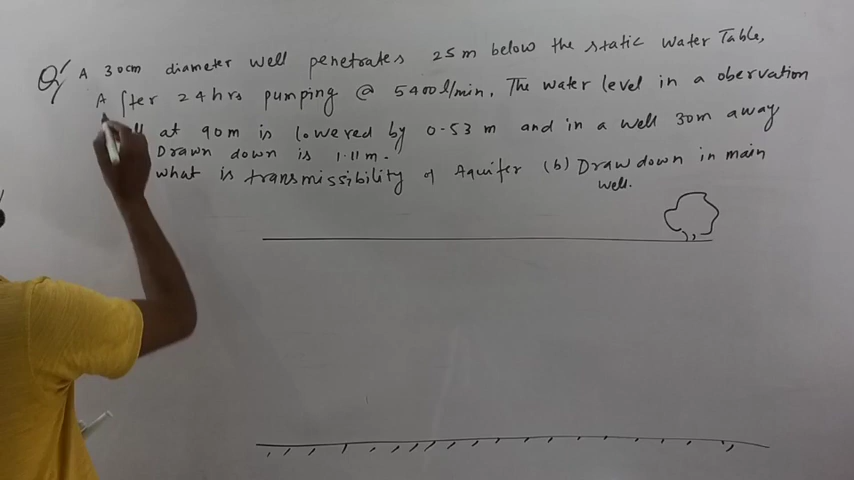 Q/ A 30cm diameter well penetrates 25m below the static water Table,
After 24hrs pumping @ 5400 l/min. The water level in a obervation
ll at 90m is lowered by 0.53 m and in a well 30m away
Drawn down is 1.11m.
what is transmissibility of Aquifer (b) Draw down in main
well.